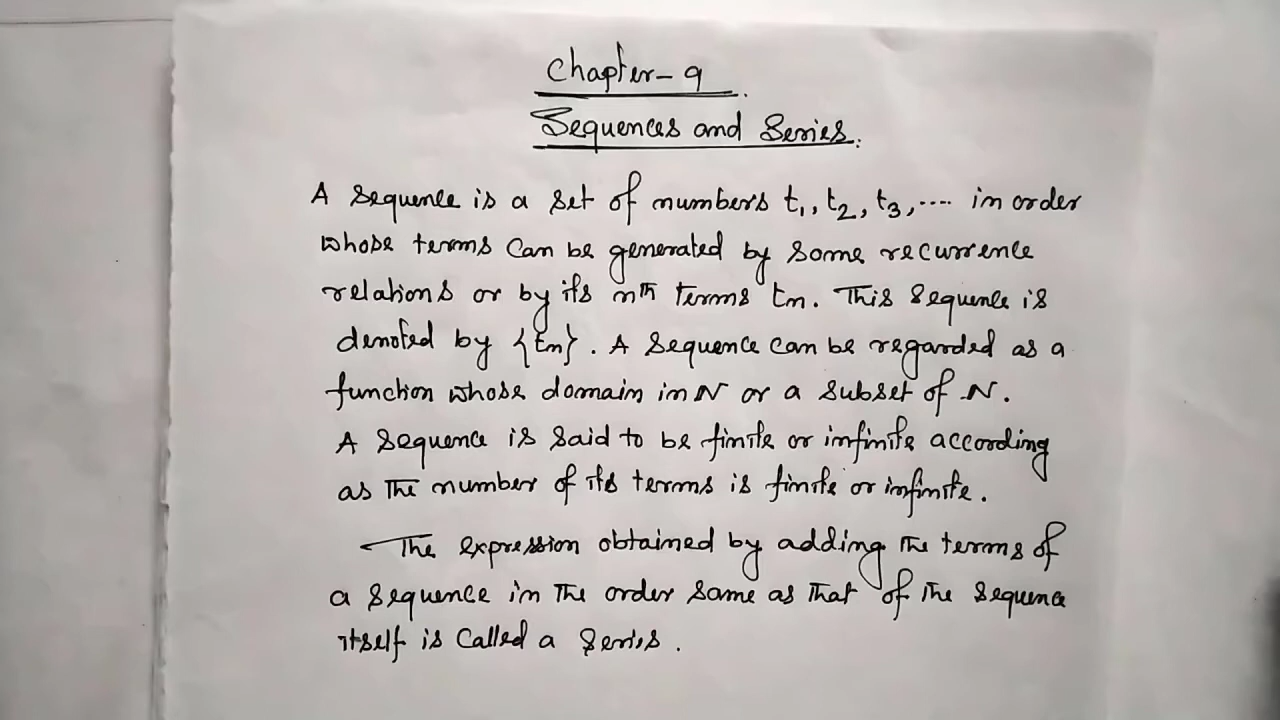 Chapter - 9.
Sequences and Series.
A sequence is a set of numbers t₁, t₂, t₃, .... in order
whose terms can be generated by some recurrence
relations or by its nth terms tn. This sequence is
denoted by {tn}. A sequence can be regarded as a
function whose domain in N or a subset of N.
A sequence is said to be finite or infinite according
as the number of its terms is finite or infinite.
The expression obtained by adding the terms of
a sequence in the order same as that of the sequence
itself is called a series.